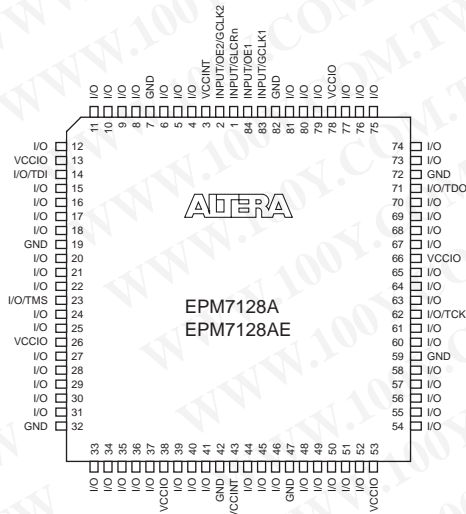 I/O 11
I/O 10
I/O 9
I/O 8
GND 7
I/O 6
I/O 5
I/O 4
VCCINT 3
INPUT/OE2/GCLK2 2
INPUT/GLCRn 1
INPUT/OE1 84
INPUT/GCLK1 83
GND 82
I/O 81
I/O 80
I/O 79
VCCIO 78
I/O 77
I/O 76
I/O 75
I/O 12
VCCIO 13
I/O/TDI 14
I/O 15
I/O 16
I/O 17
I/O 18
GND 19
I/O 20
I/O 21
I/O 22
I/O/TMS 23
I/O 24
I/O 25
VCCIO 26
I/O 27
I/O 28
I/O 29
I/O 30
I/O 31
GND 32
ALTERA
EPM7128A
EPM7128AE
74 I/O
73 I/O
72 GND
71 I/O/TDO
70 I/O
69 I/O
68 I/O
67 I/O
66 VCCIO
65 I/O
64 I/O
63 I/O
62 I/O/TCK
61 I/O
60 I/O
59 GND
58 I/O
57 I/O
56 I/O
55 I/O
54 I/O
33 I/O
34 I/O
35 I/O
36 I/O
37 I/O
38 VCCIO
39 I/O
40 I/O
41 I/O
42 GND
43 VCCINT
44 I/O
45 I/O
46 I/O
47 GND
48 I/O
49 I/O
50 I/O
51 I/O
52 I/O
53 VCCIO
WWW.100Y.COM.TW